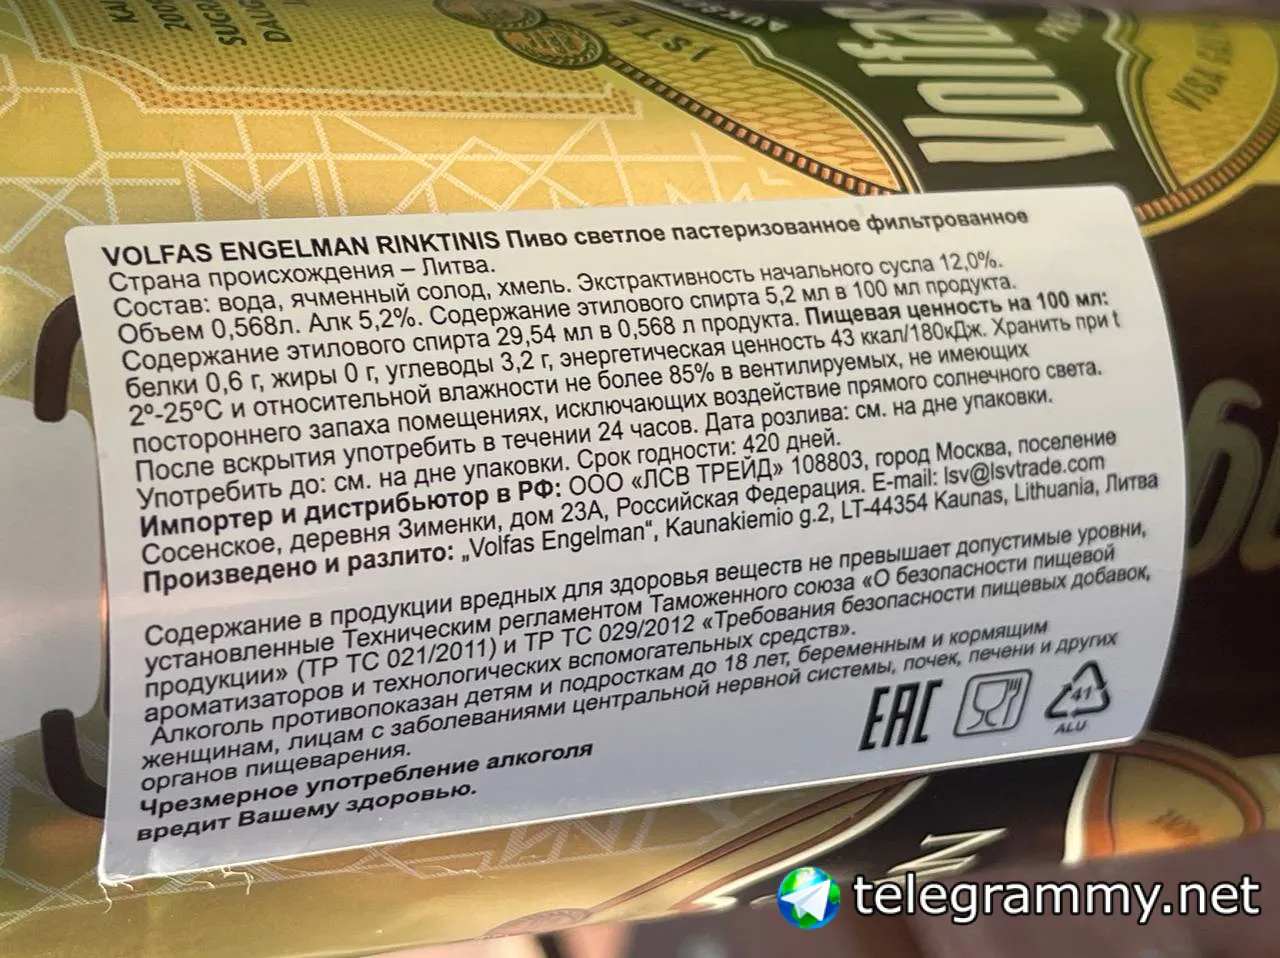 VOLFAS ENGELMAN RINKTINIS Пиво светлое пастеризованное фильтрованное
Страна происхождения – Литва.
Состав: вода, ячменный солод, хмель. Экстрактивность начального сусла 12,0%.
Объем 0,568л. Алк 5,2%. Содержание этилового спирта 5,2 мл в 100 мл продукта.
Содержание этилового спирта 29,54 мл в 0,568 л продукта. Пищевая ценность на 100 мл:
белки 0,6 г, жиры 0 г, углеводы 3,2 г, энергетическая ценность 43 ккал/180кДж. Хранить при t
2º-25ºС и относительной влажности не более 85% в вентилируемых, не имеющих
постороннего запаха помещениях, исключающих воздействие прямого солнечного света.
После вскрытия употребить в течении 24 часов. Дата розлива: см. на дне упаковки.
Употребить до: см. на дне упаковки. Срок годности: 420 дней.
Импортер и дистрибьютор в РФ: ООО «ЛСВ ТРЕЙД» 108803, город Москва, поселение
Сосенское, деревня Зименки, дом 23А, Российская Федерация. E-mail: lsv@lsvtrade.com
Произведено и разлито: „Volfas Engelman“, Kaunakiemio g.2, LT-44354 Kaunas, Lithuania, Литва
Содержание в продукции вредных для здоровья веществ не превышает допустимые уровни,
установленные Техническим регламентом Таможенного союза «О безопасности пищевой
продукции» (ТР ТС 021/2011) и ТР ТС 029/2012 «Требования безопасности пищевых добавок,
ароматизаторов и технологических вспомогательных средств».
Алкоголь противопоказан детям и подросткам до 18 лет, беременным и кормящим
женщинам, лицам с заболеваниями центральной нервной системы, почек, печени и других
органов пищеварения.
Чрезмерное употребление алкоголя
вредит Вашему здоровью.
EAC
41
ALU
Volfas
telegrammy.net